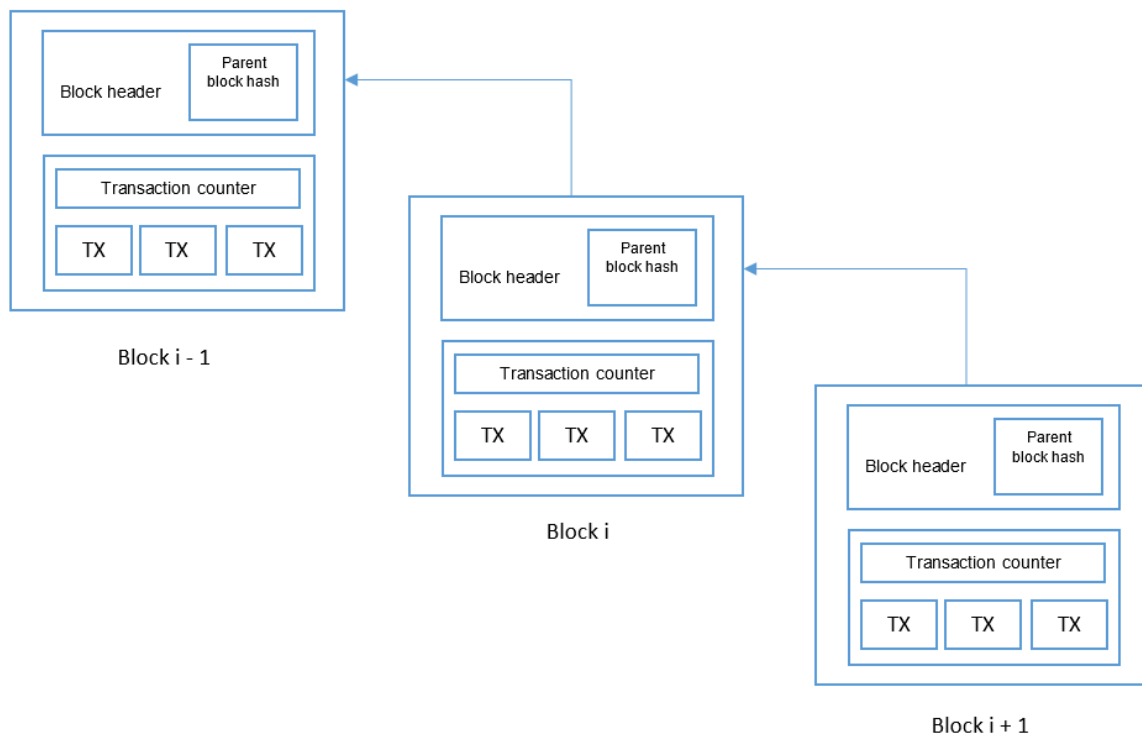 Parent
block hash
Block header
Transaction counter
TX TX TX
Block i - 1
Parent
block hash
Block header
Transaction counter
TX TX TX
Block i
Parent
block hash
Block header
Transaction counter
TX TX TX
Block i + 1